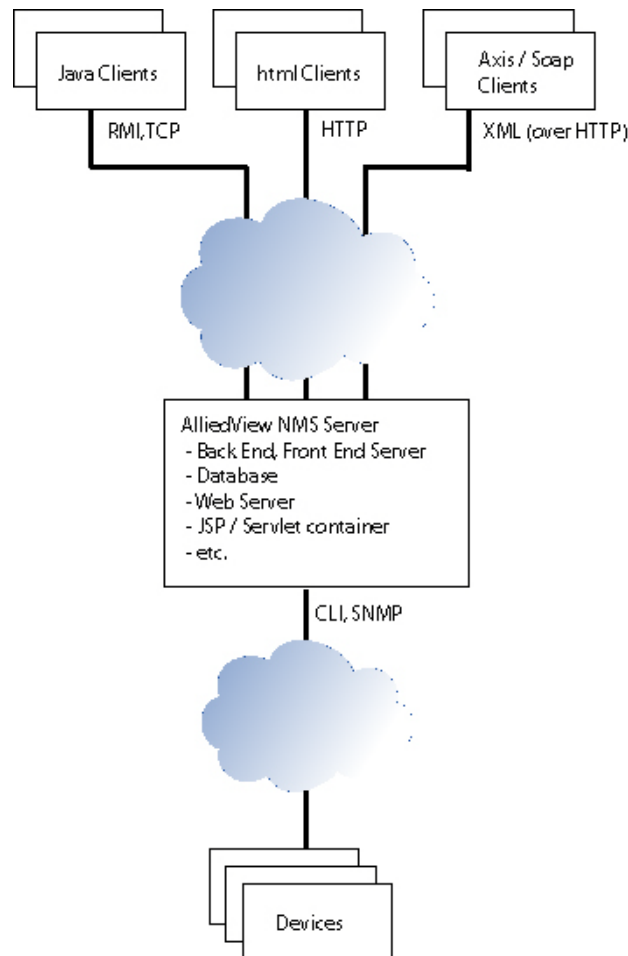 Java Clients
html Clients
Axis / Soap
Clients
RMI,TCP
HTTP
XML (over HTTP)
AlliedView NMS Server
- Back End, Front End Server
- Database
- Web Server
- JSP / Servlet container
- etc.
CLI, SNMP
Devices